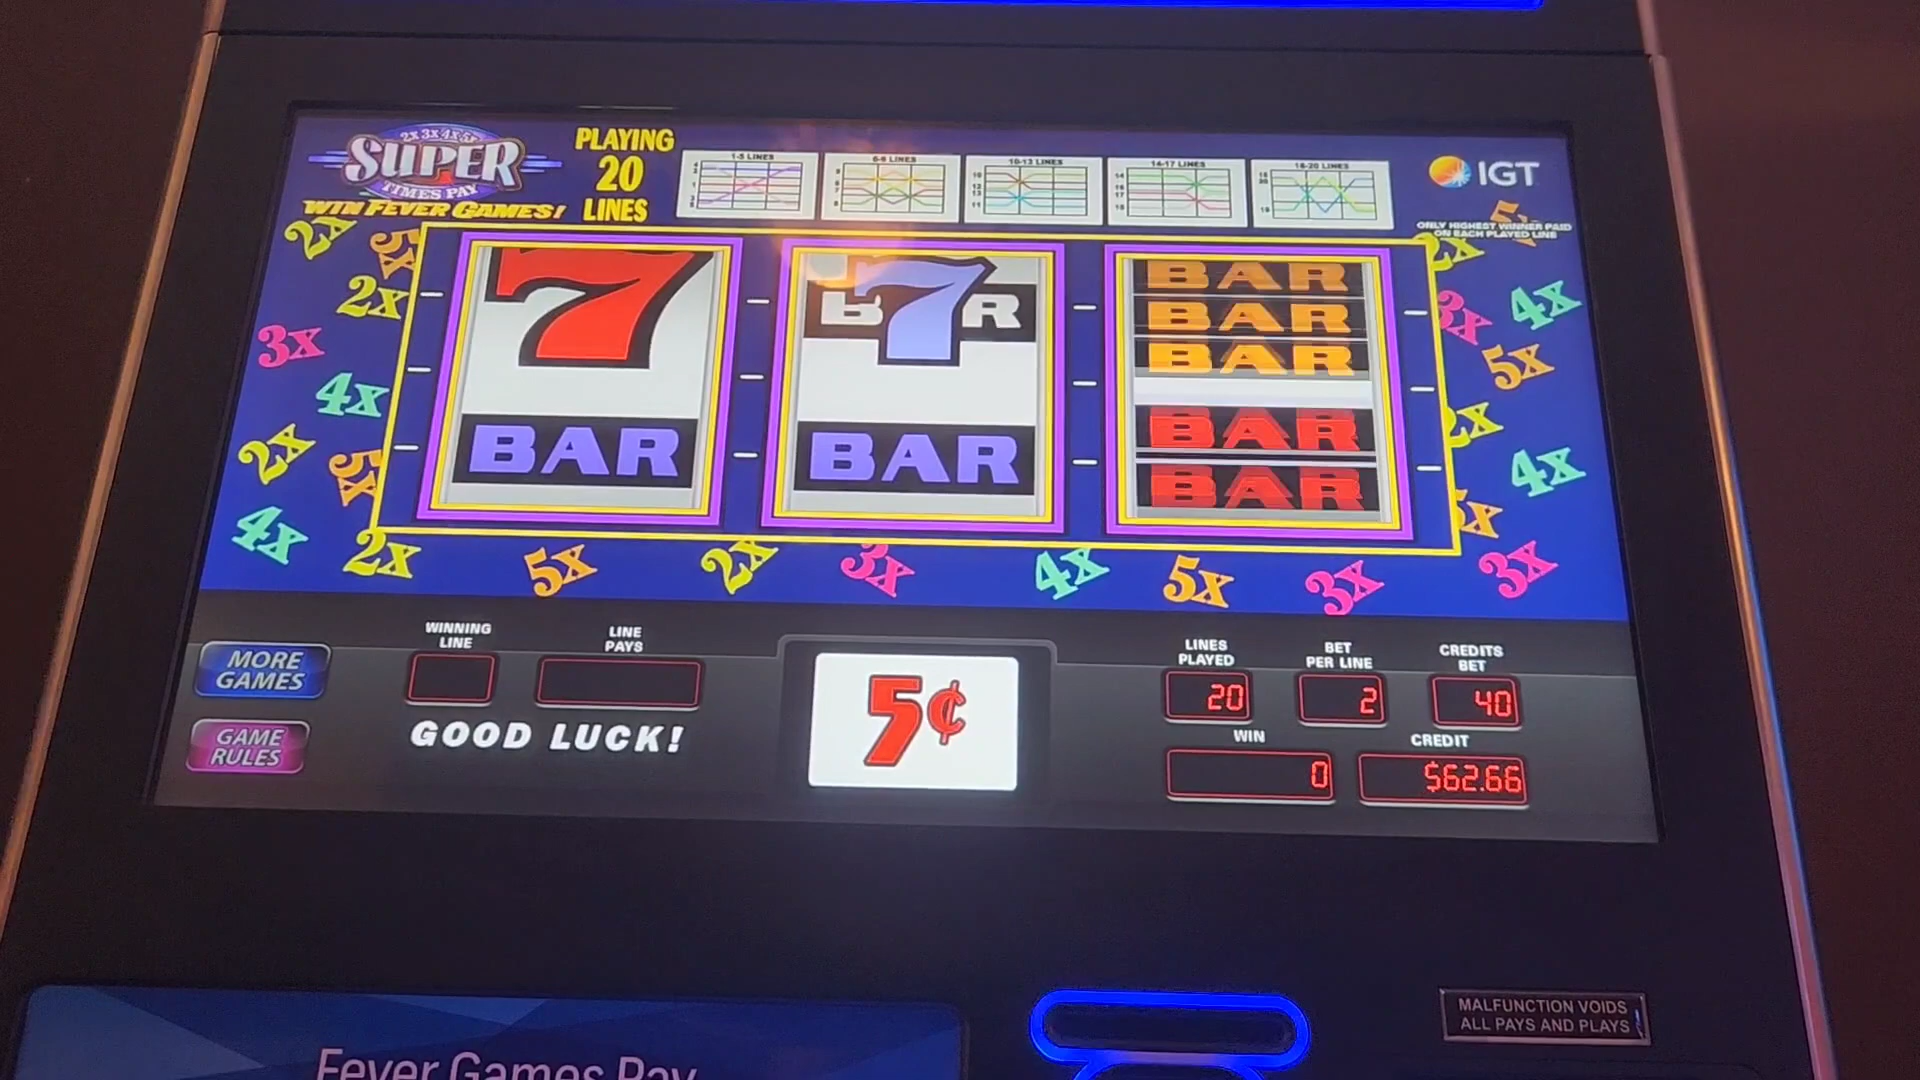 2x 3x 4x 5x
SUPER
TIMES PAY
WIN FEVER GAMES!
PLAYING
20
LINES
1-5 LINES
6-9 LINES
10-13 LINES
14-17 LINES
18-20 LINES
IGT
ONLY HIGHEST WINNER PAID
ON EACH PLAYED LINE
2x 5x 2x 3x 4x 2x 5x 4x 2x
7
BAR
BAR
7
BAR
BAR
BAR
BAR
BAR
BAR
5x 2x 3x 4x 5x 2x 4x 5x
5x 2x 3x 4x 5x 3x 3x
MORE
GAMES
GAME
RULES
WINNING
LINE
LINE
PAYS
GOOD LUCK!
5¢
LINES
PLAYED
20
BET
PER LINE
2
CREDITS
BET
40
WIN
0
CREDIT
$62.66
MALFUNCTION VOIDS
ALL PAYS AND PLAYS
Fever Games Pay